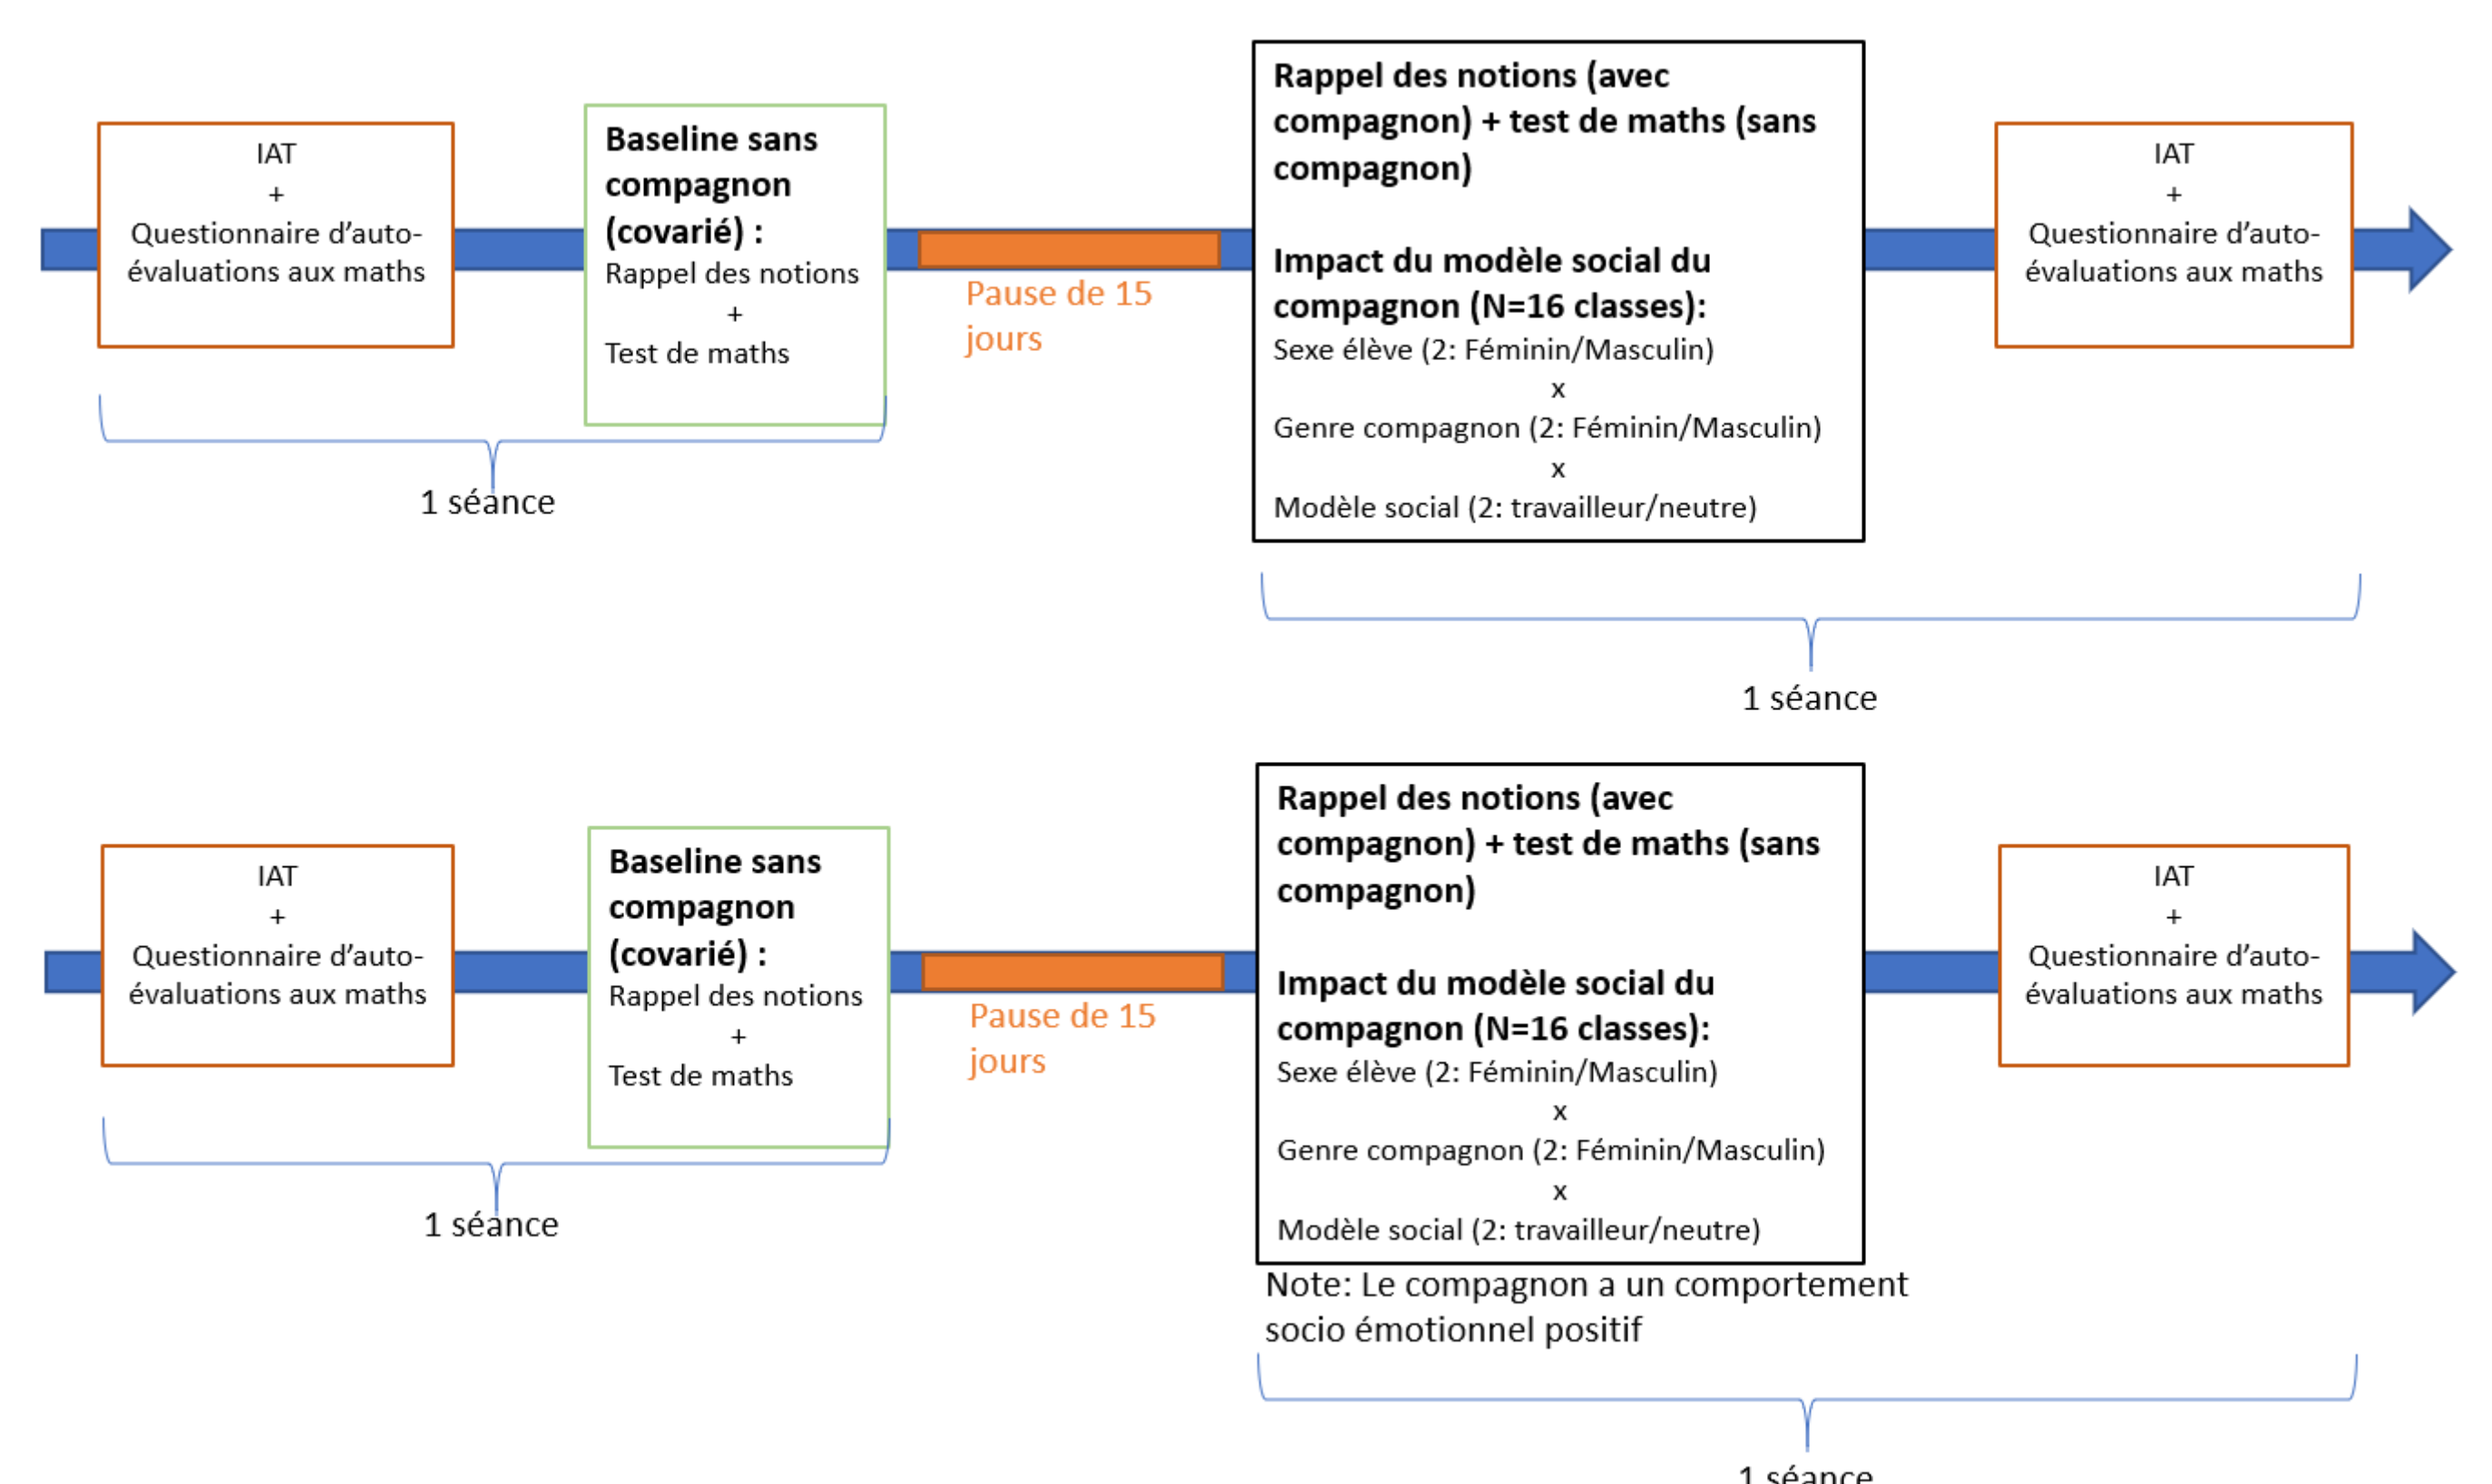 IAT
+
Questionnaire d'auto-
évaluations aux maths
Baseline sans
compagnon
(covarié) :
Rappel des notions
+
Test de maths
1 séance
Pause de 15
jours
Rappel des notions (avec
compagnon) + test de maths (sans
compagnon)
Impact du modèle social du
compagnon (N=16 classes):
Sexe élève (2: Féminin/Masculin)
x
Genre compagnon (2: Féminin/Masculin)
x
Modèle social (2: travailleur/neutre)
IAT
+
Questionnaire d'auto-
évaluations aux maths
1 séance
IAT
+
Questionnaire d'auto-
évaluations aux maths
Baseline sans
compagnon
(covarié) :
Rappel des notions
+
Test de maths
1 séance
Pause de 15
jours
Rappel des notions (avec
compagnon) + test de maths (sans
compagnon)
Impact du modèle social du
compagnon (N=16 classes):
Sexe élève (2: Féminin/Masculin)
x
Genre compagnon (2: Féminin/Masculin)
x
Modèle social (2: travailleur/neutre)
Note: Le compagnon a un comportement
socio émotionnel positif
IAT
+
Questionnaire d'auto-
évaluations aux maths
1 séance